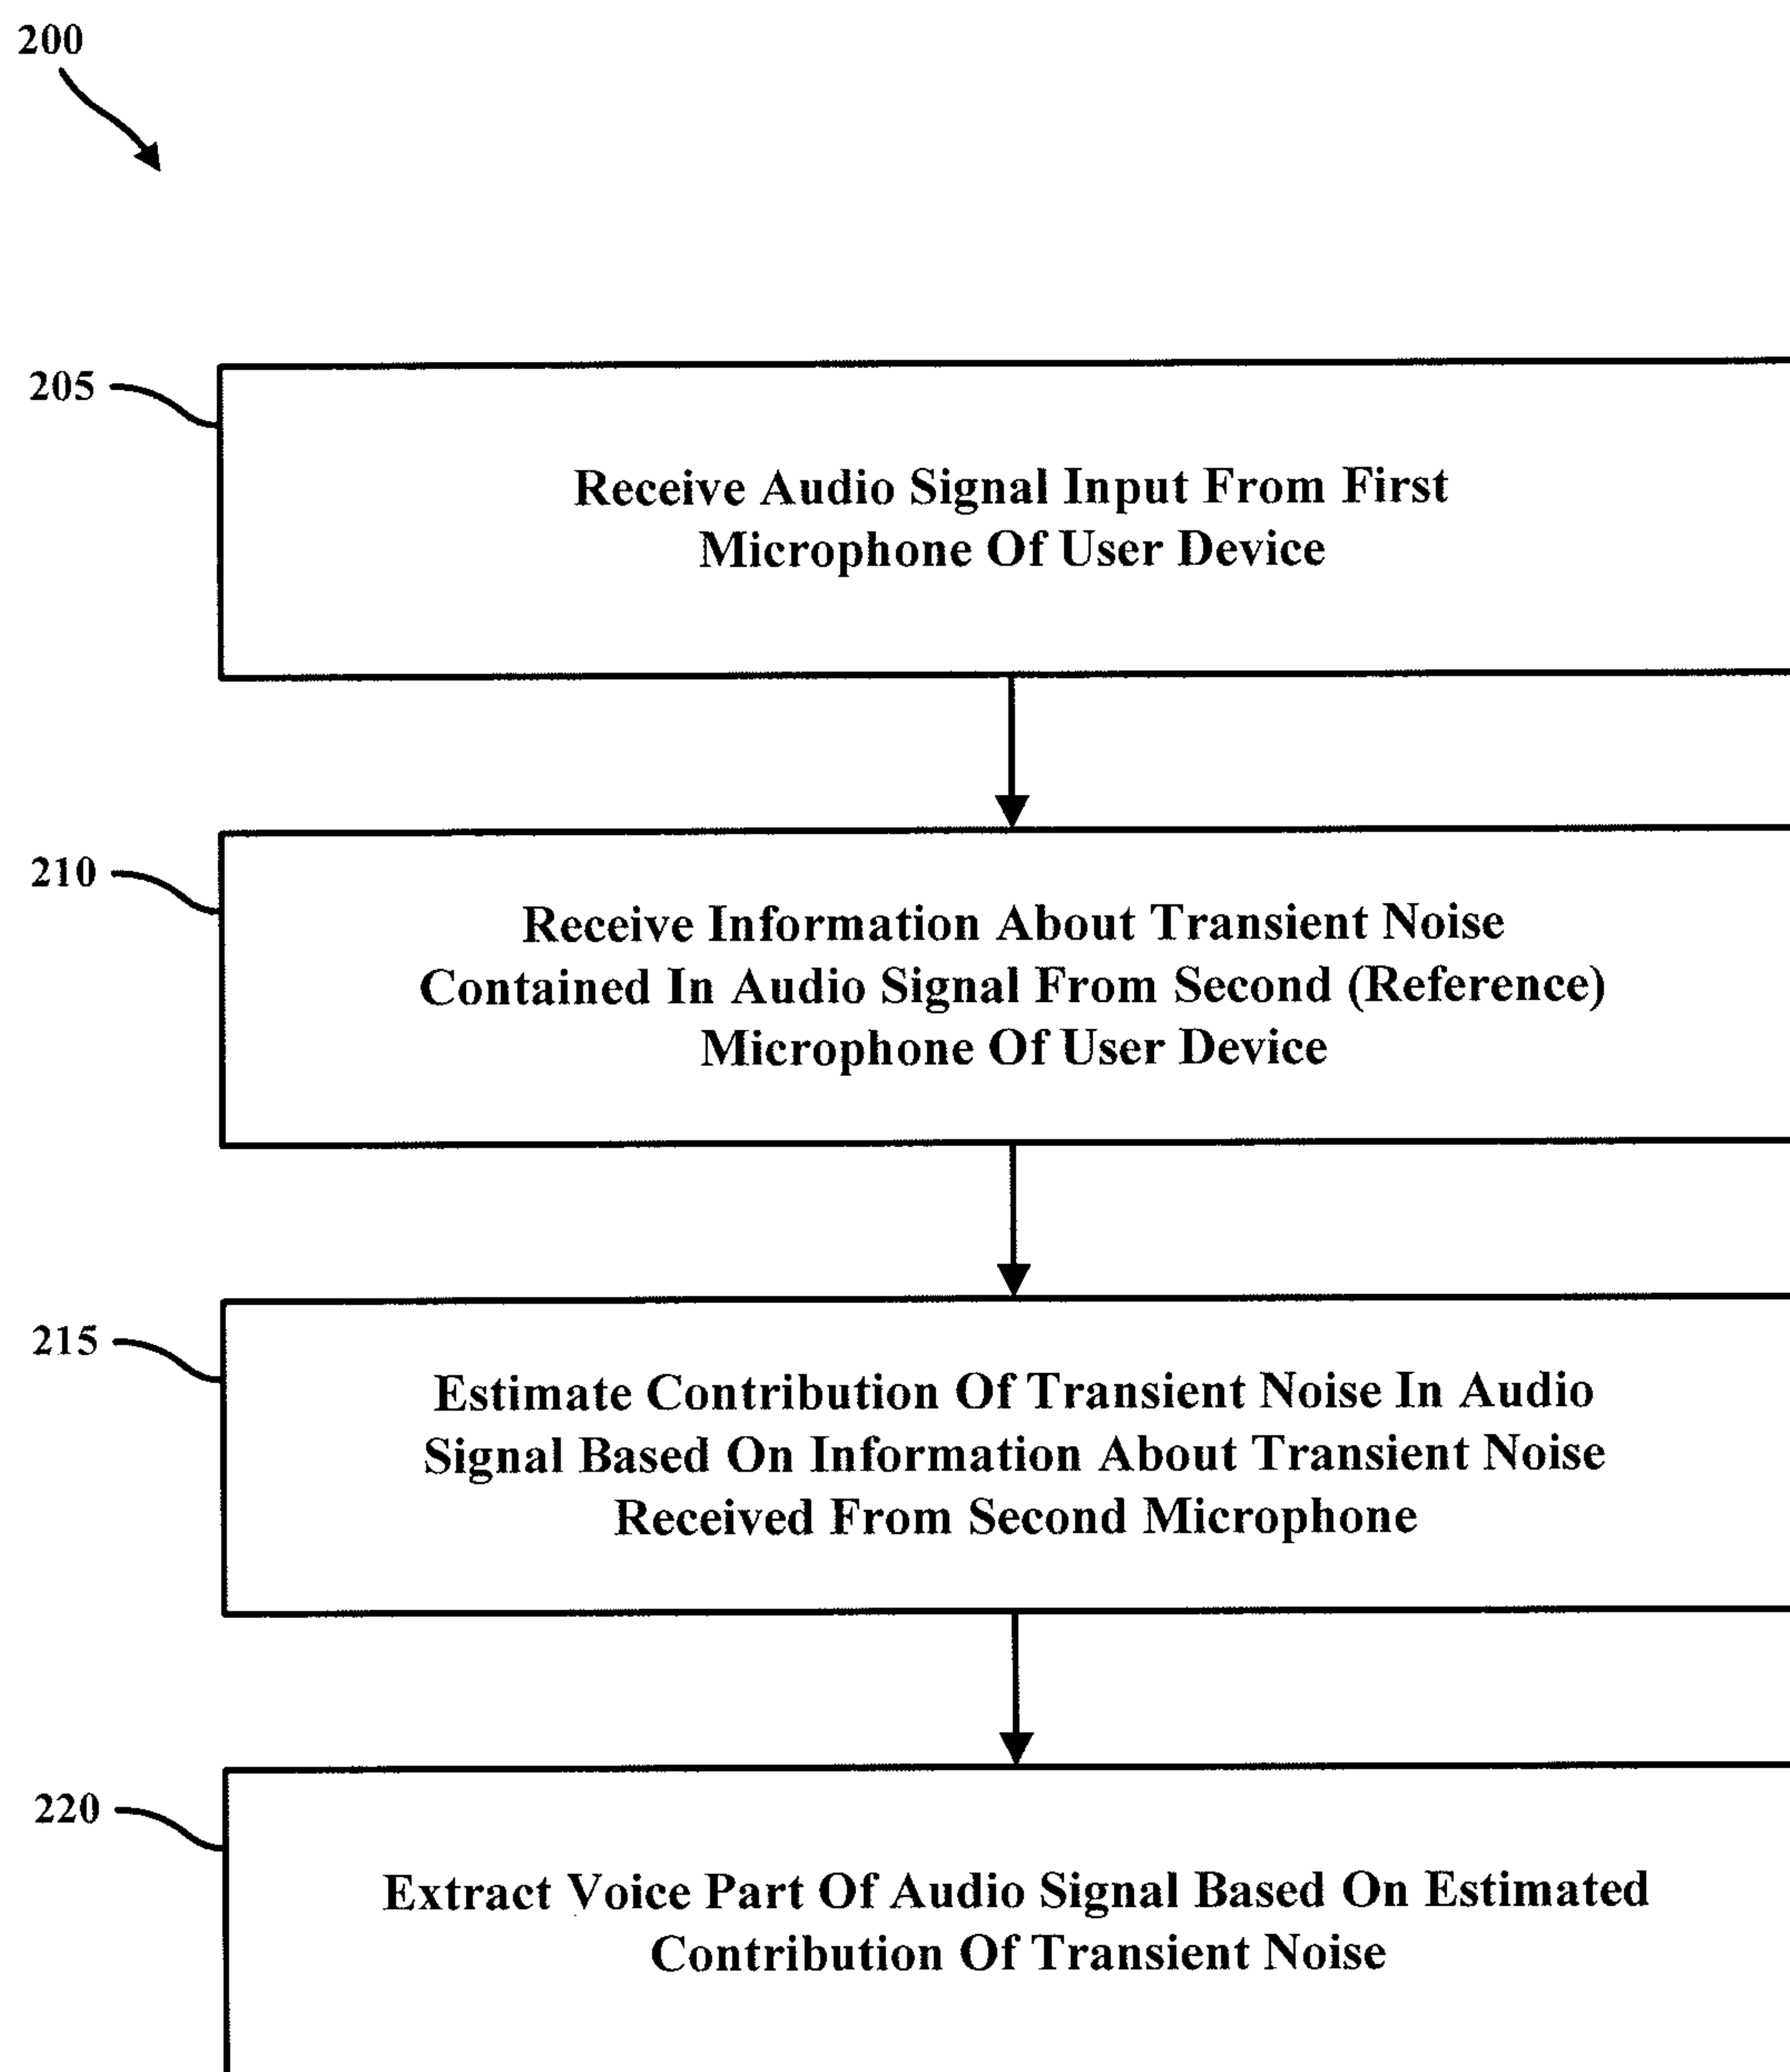 200
205
Receive Audio Signal Input From First
Microphone Of User Device
210
Receive Information About Transient Noise
Contained In Audio Signal From Second (Reference)
Microphone Of User Device
215
Estimate Contribution Of Transient Noise In Audio
Signal Based On Information About Transient Noise
Received From Second Microphone
220
Extract Voice Part Of Audio Signal Based On Estimated
Contribution Of Transient Noise